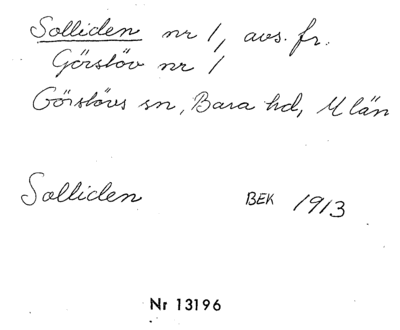 Solliden nr 1, avs. fr.
Görslöv nr 1
Görslövs sn, Bara hd, M län
Solliden BEK 1913
Nr 13196